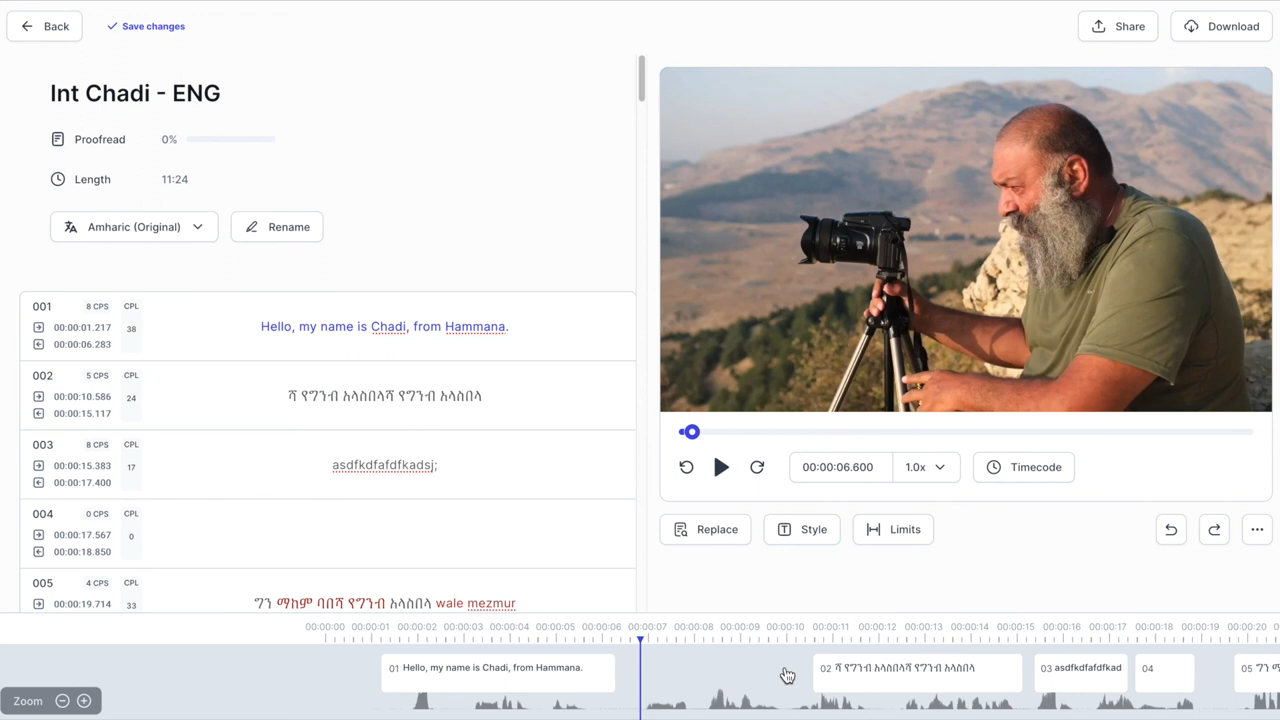 Back
Save changes
Share
Download
Int Chadi - ENG
Proofread 0%
Length 11:24
Amharic (Original)
Rename
001 8 CPS CPL
00:00:01.217 38
00:00:06.283
Hello, my name is Chadi, from Hammana.
002 5 CPS CPL
00:00:10.586 24
00:00:15.117
ሻ የግንብ አላስበላሻ የግንብ አላስበላ
003 8 CPS CPL
00:00:15.383 17
00:00:17.400
asdfkdfafdfkadsj;
004 0 CPS CPL
00:00:17.567 0
00:00:18.850
005 4 CPS CPL
00:00:19.714 33
ግን ማከም ባበሻ የግንብ አላስበላ wale mezmur
00:00:06.600
1.0x
Timecode
Replace
Style
Limits
00:00:00 00:00:01 00:00:02 00:00:03 00:00:04 00:00:05 00:00:06 00:00:07 00:00:08 00:00:09 00:00:10 00:00:11 00:00:12 00:00:13 00:00:14 00:00:15 00:00:16 00:00:17 00:00:18 00:00:19 00:00:20
01 Hello, my name is Chadi, from Hammana.
02 ሻ የግንብ አላስበላሻ የግንብ አላስበላ
03 asdfkdfafdfkad
04
05 ግን
Zoom